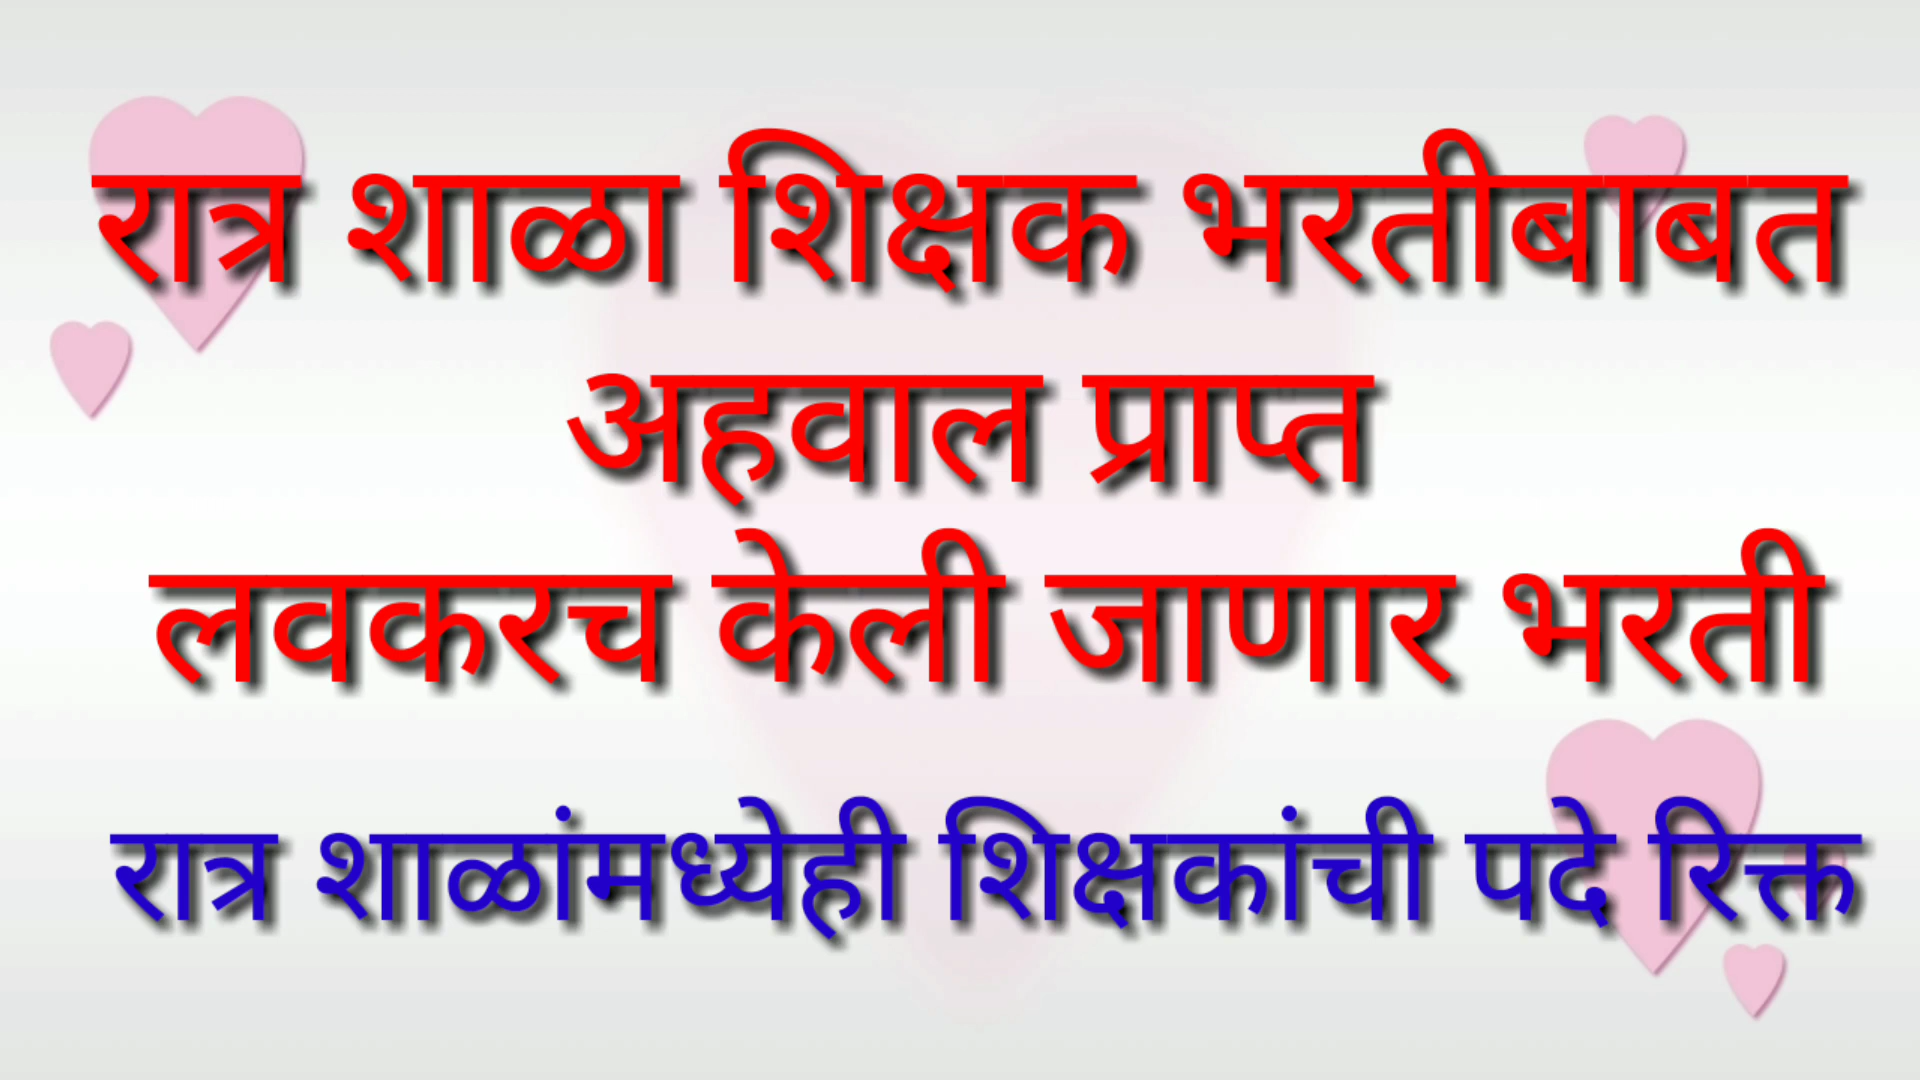 रात्र शाळा शिक्षक भरतीबाबत
अहवाल प्राप्त
लवकरच केली जाणार भरती
रात्र शाळांमध्येही शिक्षकांची पदे रिक्त